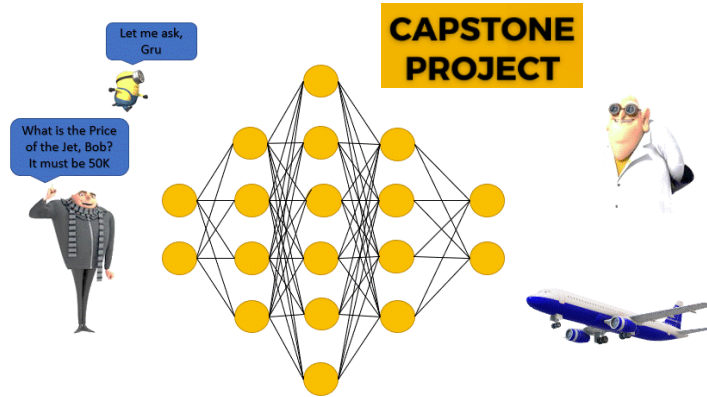 Let me ask,
Gru
CAPSTONE
PROJECT
What is the Price
of the Jet, Bob?
It must be 50K